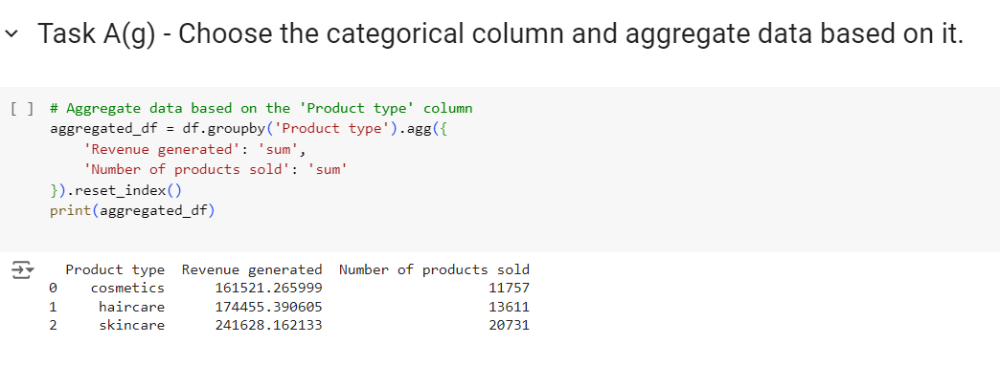 Task A(g) - Choose the categorical column and aggregate data based on it.
[ ] # Aggregate data based on the 'Product type' column
aggregated_df = df.groupby('Product type').agg({
'Revenue generated': 'sum',
'Number of products sold': 'sum'
}).reset_index()
print(aggregated_df)
Product type Revenue generated Number of products sold
0 cosmetics 161521.265999 11757
1 haircare 174455.390605 13611
2 skincare 241628.162133 20731